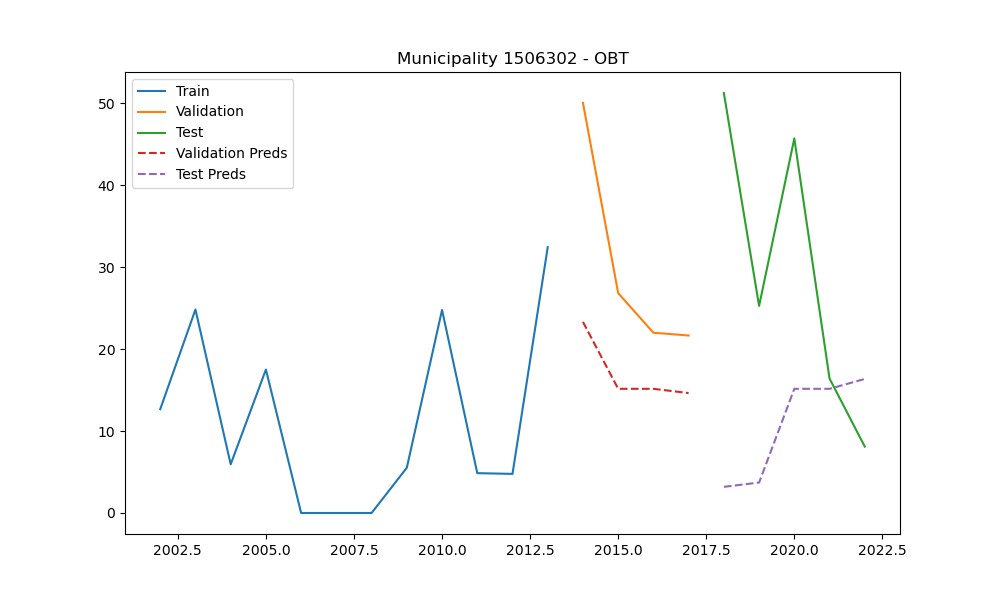 Municipality 1506302 - OBT
Train
Validation
Test
Validation Preds
Test Preds
50
40
30
20
10
0
2002.5 2005.0 2007.5 2010.0 2012.5 2015.0 2017.5 2020.0 2022.5